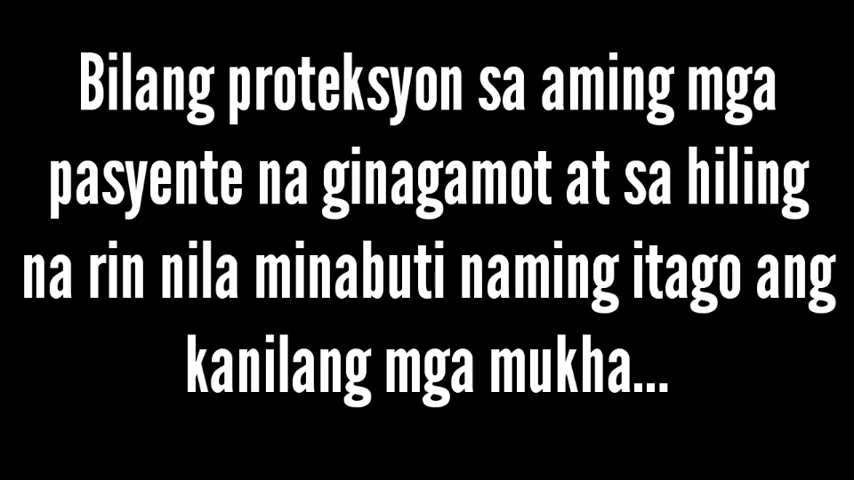 Bilang proteksyon sa aming mga
pasyente na ginagamot at sa hiling
na rin nila minabuti naming itago ang
kanilang mga mukha...